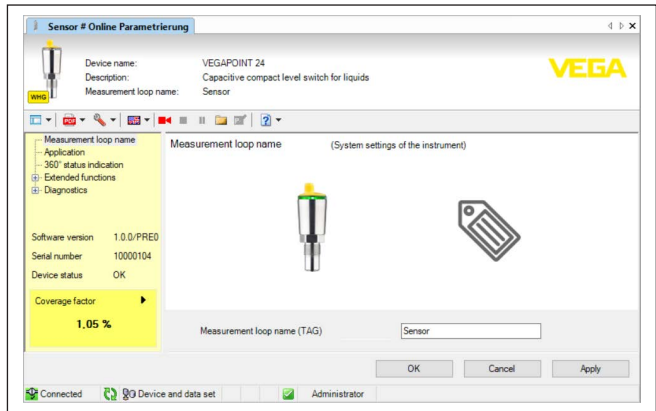 Sensor # Online Parametrierung
Device name: VEGAPOINT 24
Description: Capacitive compact level switch for liquids
Measurement loop name: Sensor
VEGA
WHG
PDF
Measurement loop name
Application
360° status indication
Extended functions
Diagnostics
Software version 1.0.0/PRE0
Serial number 10000104
Device status OK
Coverage factor
1,05 %
Measurement loop name (System settings of the instrument)
Measurement loop name (TAG) Sensor
OK Cancel Apply
Connected Device and data set Administrator